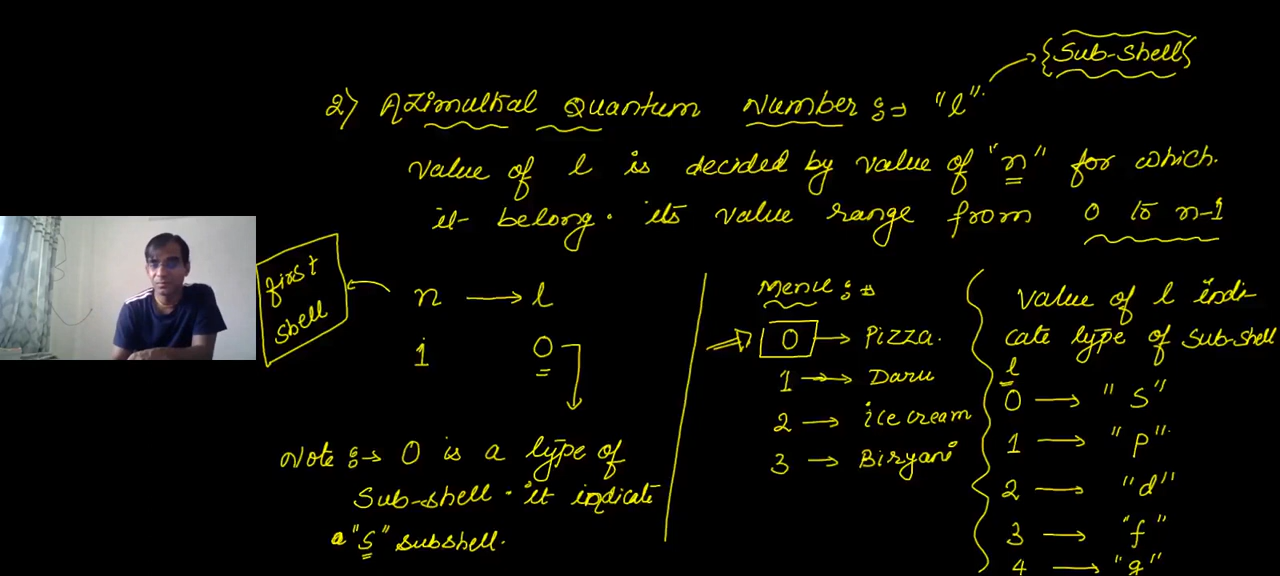 {Sub-Shell}
2) Azimuthal Quantum Number :→ "l"
value of l is decided by value of "n" for which
it belong. its value range from 0 to n-1
first
shell
n → l
1 0
Note :→ 0 is a type of
Sub-shell. it indicate
a "S" subshell.
Menu :→
0 → Pizza.
1 → Daru
2 → ice cream
3 → Biryani
value of l indi-
cate type of Sub-shell
l
0 → "S"
1 → "p"
2 → "d"
3 → "f"
4 → "g"